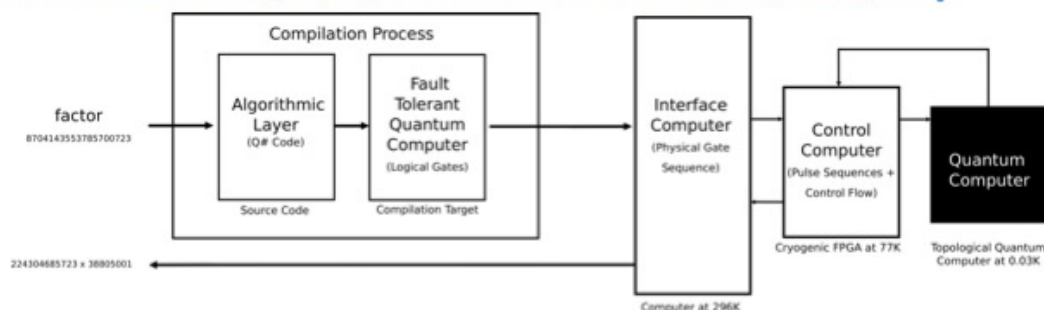 Compilation Process
factor
8704143553785700723
Algorithmic
Layer
(Q# Code)
Source Code
Fault
Tolerant
Quantum
Computer
(Logical Gates)
Compilation Target
Interface
Computer
(Physical Gate
Sequence)
Computer at 296K
Control
Computer
(Pulse Sequences +
Control Flow)
Cryogenic FPGA at 77K
Quantum
Computer
Topological Quantum
Computer at 0.03K
224304685723 x 38805001